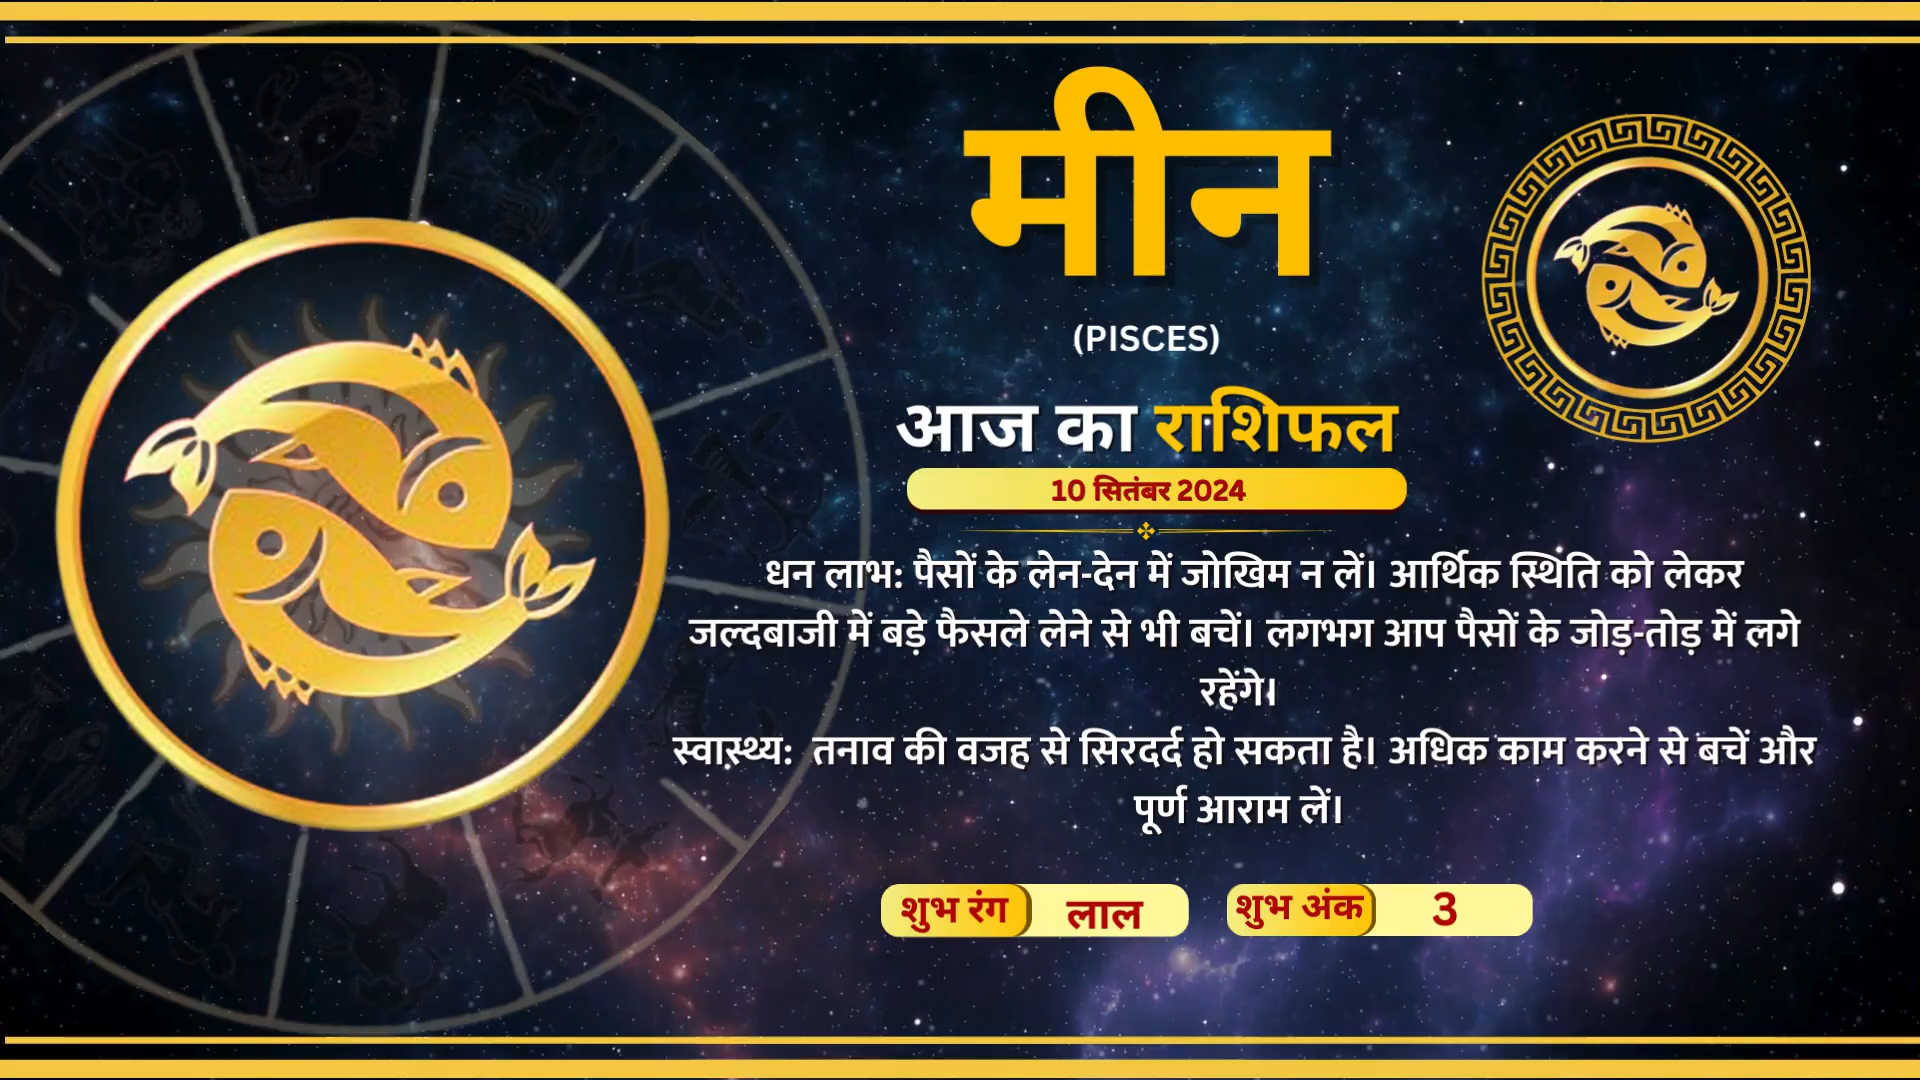 मीन
(PISCES)
आज का राशिफल
10 सितंबर 2024
धन लाभ: पैसों के लेन-देन में जोखिम न लें। आर्थिक स्थिति को लेकर
जल्दबाजी में बड़े फैसले लेने से भी बचें। लगभग आप पैसों के जोड़-तोड़ में लगे
रहेंगे।
स्वास्थ्य: तनाव की वजह से सिरदर्द हो सकता है। अधिक काम करने से बचें और
पूर्ण आराम लें।
शुभ रंग लाल शुभ अंक 3